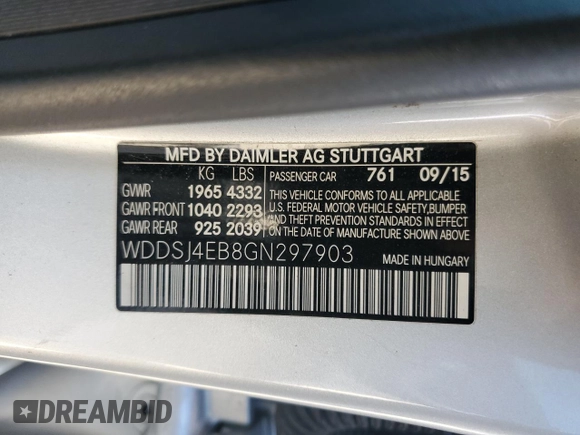 MFD BY DAIMLER AG STUTTGART
KG LBS PASSENGER CAR 761 09/15
GVWR 1965 4332 THIS VEHICLE CONFORMS TO ALL APPLICABLE
GAWR FRONT 1040 2293 U.S. FEDERAL MOTOR VEHICLE SAFETY, BUMPER
AND THEFT PREVENTION STANDARDS IN EFFECT
GAWR REAR 925 2039 ON THE DATE OF MANUFACTURE SHOWN ABOVE
WDDSJ4EB8GN297903 MADE IN HUNGARY
DREAMBID